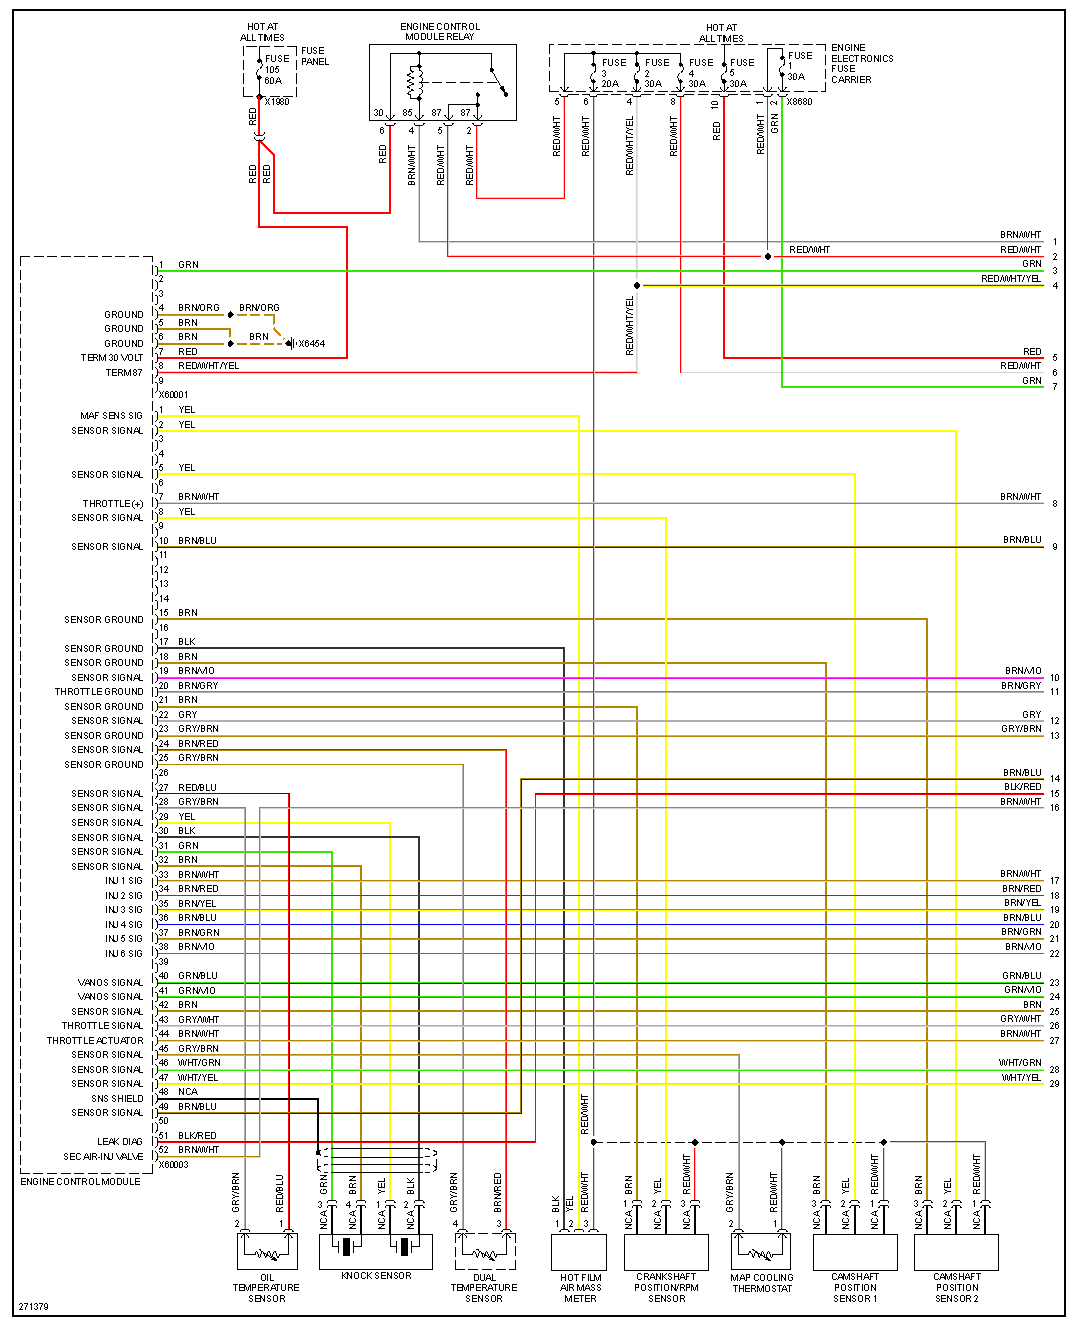 HOT AT
ALL TIMES
FUSE
105
60A
FUSE
PANEL
X1980
ENGINE CONTROL
MODULE RELAY
30 85 87 87
6 4 5 2
HOT AT
ALL TIMES
FUSE
3
20A
FUSE
2
30A
FUSE
4
30A
FUSE
5
30A
FUSE
1
30A
ENGINE
ELECTRONICS
FUSE
CARRIER
5 6 4 8 10 1 2 X8680
RED
RED
RED
RED
BRN/WHT
RED/WHT
RED/WHT
RED/WHT
RED/WHT
RED/WHT/YEL
RED/WHT
RED
RED/WHT
GRN
BRN/WHT 1
RED/WHT
RED/WHT 2
GRN 3
RED/WHT/YEL 4
RED/WHT/YEL
RED 5
RED/WHT 6
GRN 7
1 GRN
2
3
GROUND 4 BRN/ORG BRN/ORG
GROUND 5 BRN
GROUND 6 BRN BRN X6454
TERM 30 VOLT 7 RED
TERM 87 8 RED/WHT/YEL
9
X60001
MAF SENS SIG 1 YEL
SENSOR SIGNAL 2 YEL
3
4
SENSOR SIGNAL 5 YEL
6
THROTTLE (+) 7 BRN/WHT BRN/WHT 8
SENSOR SIGNAL 8 YEL
9
SENSOR SIGNAL 10 BRN/BLU BRN/BLU 9
11
12
13
14
SENSOR GROUND 15 BRN
16
SENSOR GROUND 17 BLK
SENSOR GROUND 18 BRN
SENSOR SIGNAL 19 BRN/VIO BRN/VIO 10
THROTTLE GROUND 20 BRN/GRY BRN/GRY 11
SENSOR GROUND 21 BRN
SENSOR SIGNAL 22 GRY GRY 12
SENSOR GROUND 23 GRY/BRN GRY/BRN 13
SENSOR SIGNAL 24 BRN/RED
SENSOR GROUND 25 GRY/BRN
26
BRN/BLU 14
SENSOR SIGNAL 27 RED/BLU BLK/RED 15
SENSOR SIGNAL 28 GRY/BRN BRN/WHT 16
SENSOR SIGNAL 29 YEL
SENSOR SIGNAL 30 BLK
SENSOR SIGNAL 31 GRN
SENSOR SIGNAL 32 BRN
INJ 1 SIG 33 BRN/WHT BRN/WHT 17
INJ 2 SIG 34 BRN/RED BRN/RED 18
INJ 3 SIG 35 BRN/YEL BRN/YEL 19
INJ 4 SIG 36 BRN/BLU BRN/BLU 20
INJ 5 SIG 37 BRN/GRN BRN/GRN 21
INJ 6 SIG 38 BRN/VIO BRN/VIO 22
39
VANOS SIGNAL 40 GRN/BLU GRN/BLU 23
VANOS SIGNAL 41 GRN/VIO GRN/VIO 24
SENSOR SIGNAL 42 BRN BRN 25
THROTTLE SIGNAL 43 GRY/WHT GRY/WHT 26
THROTTLE ACTUATOR 44 BRN/WHT BRN/WHT 27
SENSOR SIGNAL 45 GRY/BRN
SENSOR SIGNAL 46 WHT/GRN WHT/GRN 28
SENSOR SIGNAL 47 WHT/YEL WHT/YEL 29
SNS SHIELD 48 NCA
SENSOR SIGNAL 49 BRN/BLU
50
LEAK DIAG 51 BLK/RED
SEC AIR-INJ VALVE 52 BRN/WHT
X60003
ENGINE CONTROL MODULE
RED/WHT
GRY/BRN
RED/BLU
2 1
OIL
TEMPERATURE
SENSOR
GRN
BRN
YEL
BLK
3 4 1 2
NCA
NCA
NCA
NCA
KNOCK SENSOR
GRY/BRN
BRN/RED
4 3
DUAL
TEMPERATURE
SENSOR
BLK
YEL
RED/WHT
1 2 3
HOT FILM
AIR MASS
METER
BRN
YEL
RED/WHT
1 2 3
NCA
NCA
NCA
CRANKSHAFT
POSITION/RPM
SENSOR
GRY/BRN
RED/WHT
2 1
MAP COOLING
THERMOSTAT
BRN
YEL
RED/WHT
3 2 1
NCA
NCA
NCA
CAMSHAFT
POSITION
SENSOR 1
BRN
YEL
RED/WHT
3 2 1
NCA
NCA
NCA
CAMSHAFT
POSITION
SENSOR 2
271379